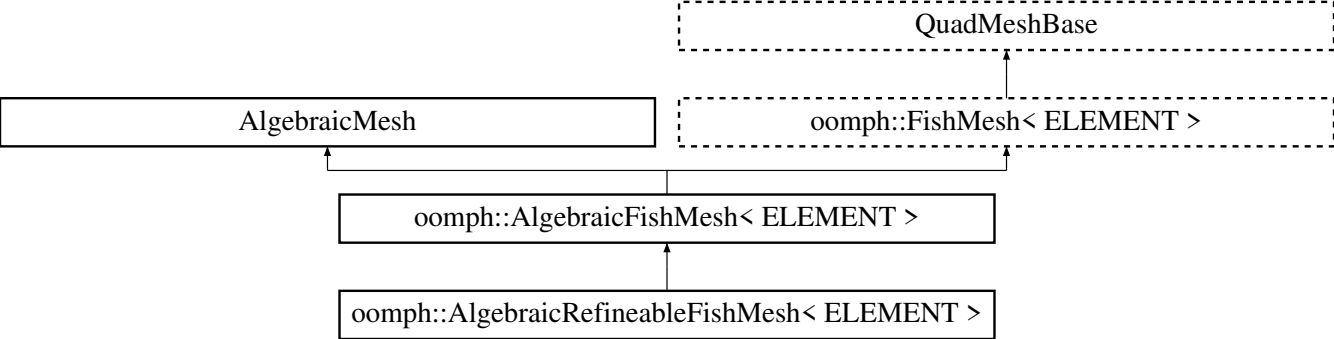 QuadMeshBase
AlgebraicMesh
oomph::FishMesh< ELEMENT >
oomph::AlgebraicFishMesh< ELEMENT >
oomph::AlgebraicRefineableFishMesh< ELEMENT >